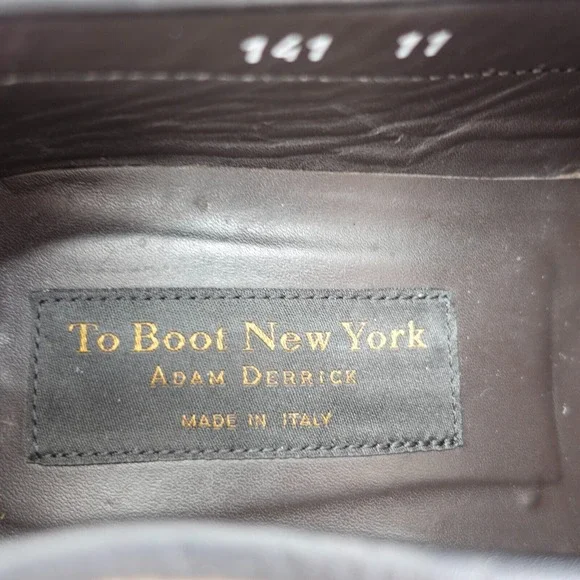 141 11
To Boot New York
ADAM DERRICK
MADE IN ITALY